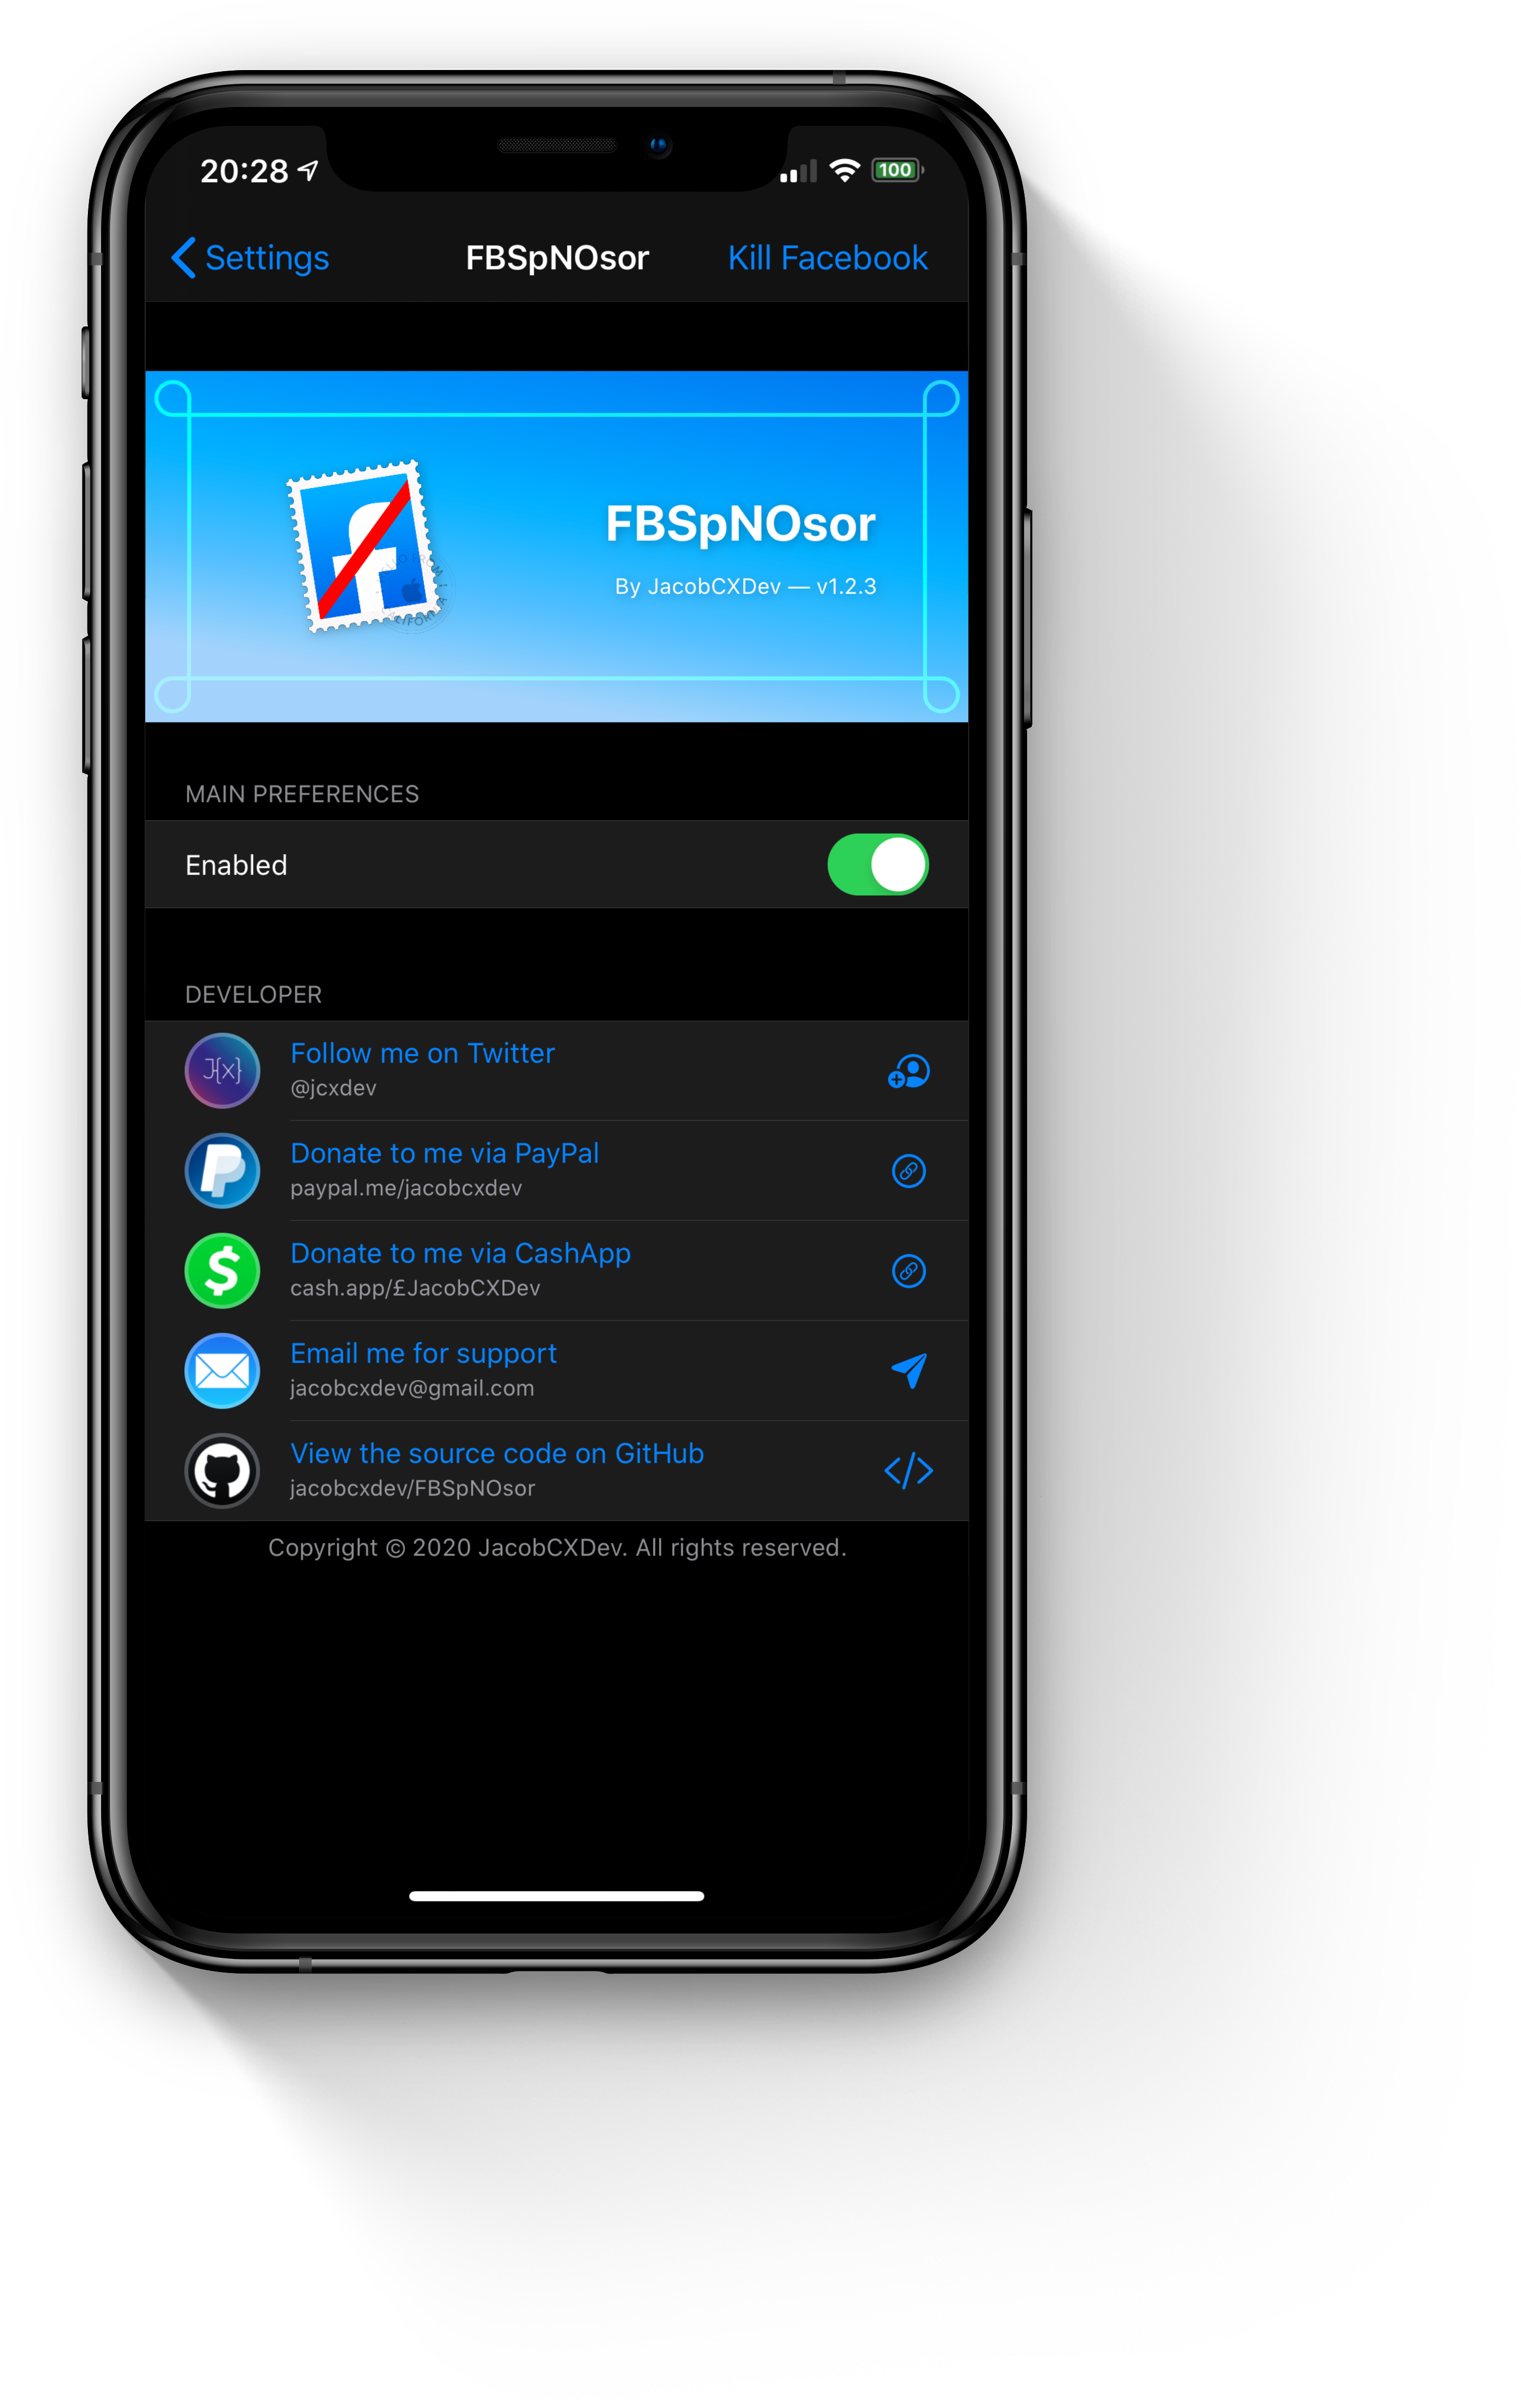 20:28
100
Settings
FBSpNOsor
Kill Facebook
FBSpNOsor
By JacobCXDev — v1.2.3
MAIN PREFERENCES
Enabled
DEVELOPER
J{x}
Follow me on Twitter
@jcxdev
Donate to me via PayPal
paypal.me/jacobcxdev
Donate to me via CashApp
cash.app/£JacobCXDev
Email me for support
jacobcxdev@gmail.com
View the source code on GitHub
jacobcxdev/FBSpNOsor
Copyright © 2020 JacobCXDev. All rights reserved.